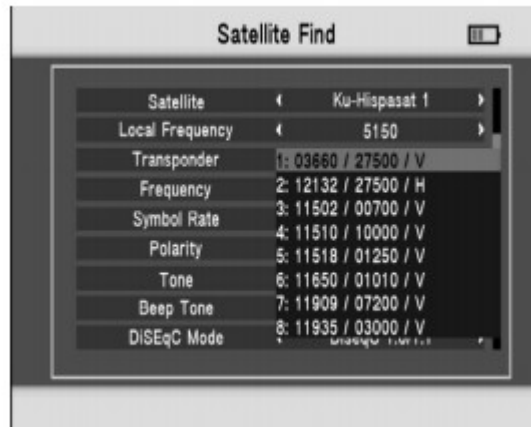 Satellite Find
Satellite Ku-Hispasat 1
Local Frequency 5150
Transponder 1: 03660 / 27500 / V
Frequency 2: 12132 / 27500 / H
3: 11502 / 00700 / V
Symbol Rate 4: 11510 / 10000 / V
Polarity 5: 11518 / 01250 / V
Tone 6: 11650 / 01010 / V
Beep Tone 7: 11909 / 07200 / V
8: 11935 / 03000 / V
DiSEqC Mode